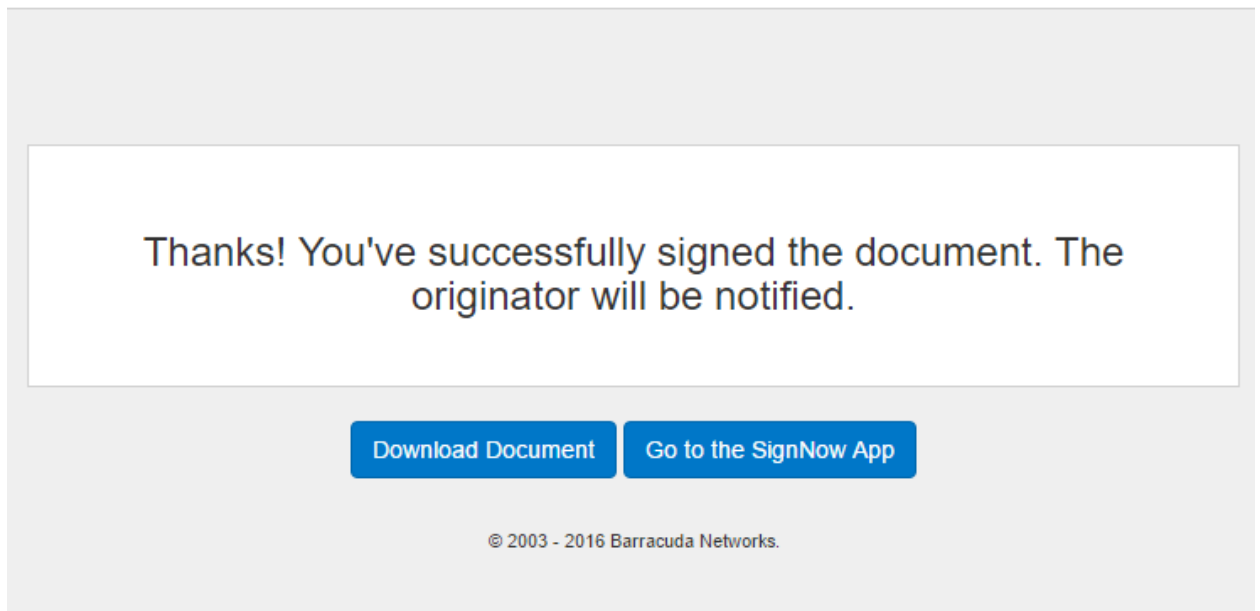 Thanks! You've successfully signed the document. The
originator will be notified.
Download Document
Go to the SignNow App
© 2003 - 2016 Barracuda Networks.